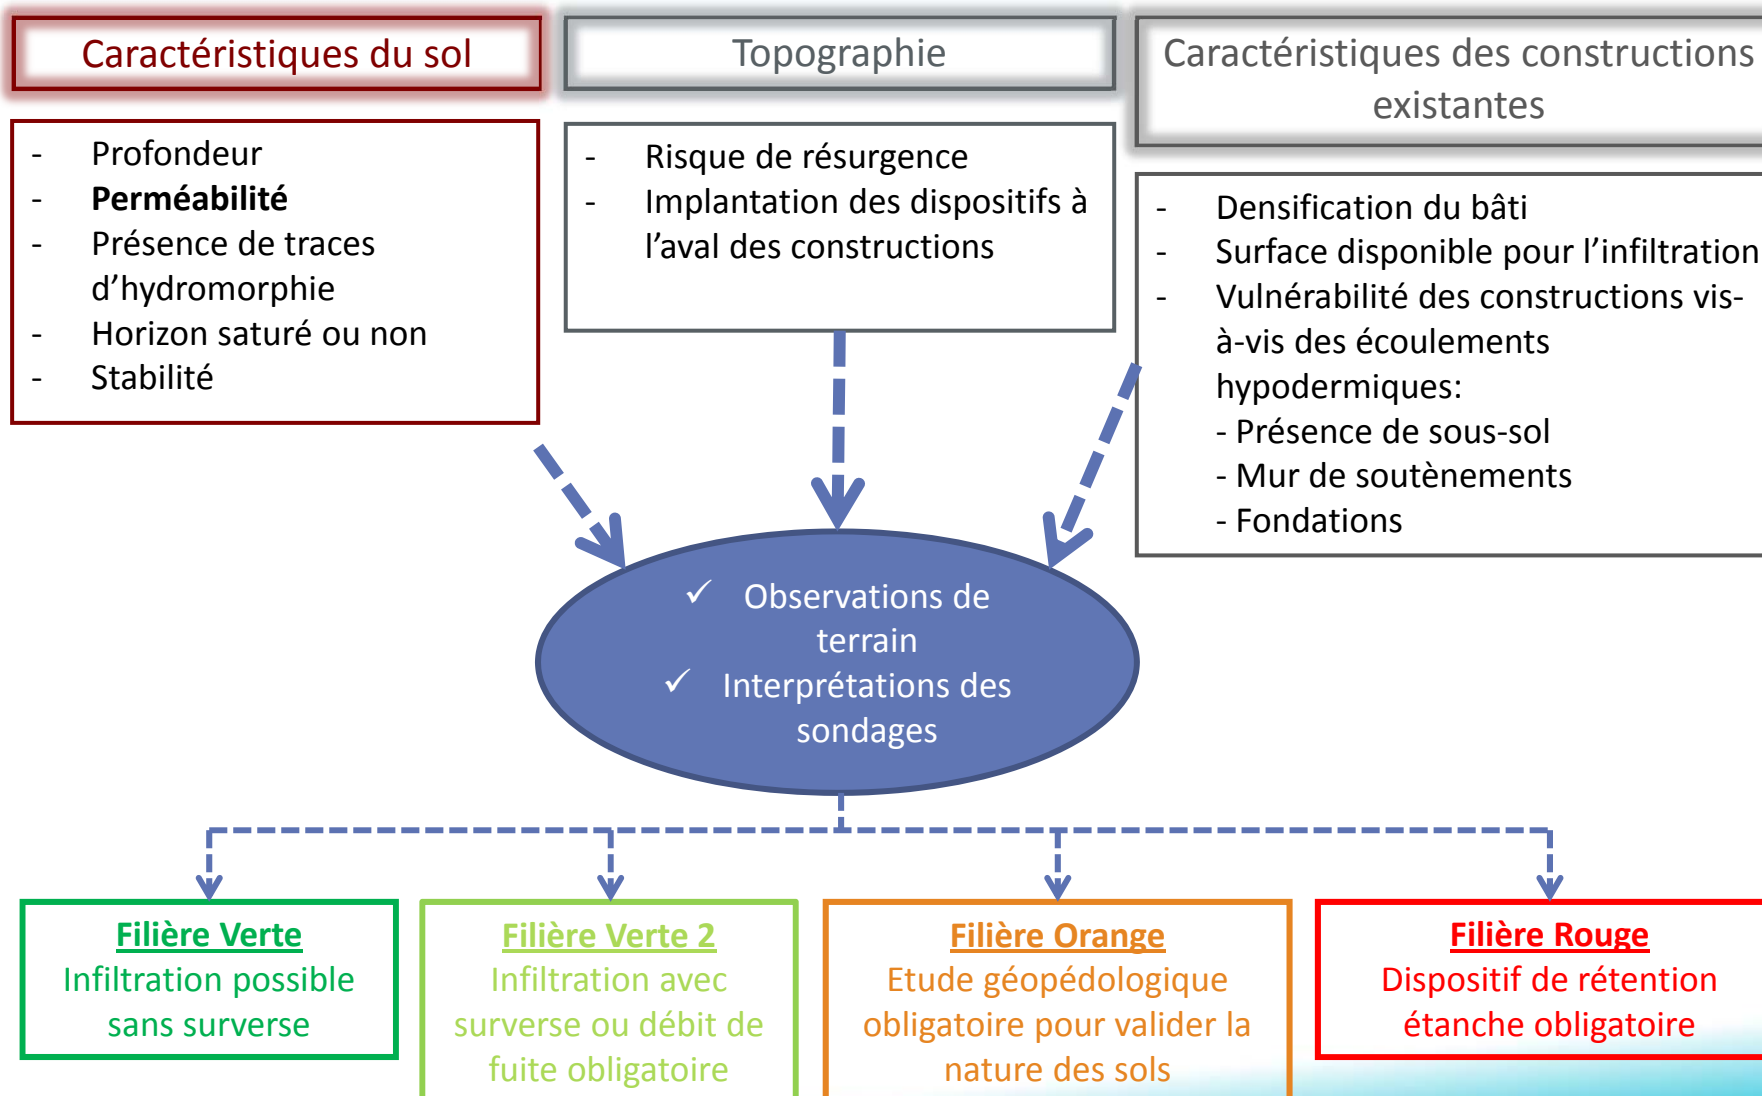 Caractéristiques du sol
- Profondeur
- Perméabilité
- Présence de traces
d'hydromorphie
- Horizon saturé ou non
- Stabilité
Topographie
- Risque de résurgence
- Implantation des dispositifs à
l'aval des constructions
Caractéristiques des constructions
existantes
- Densification du bâti
- Surface disponible pour l'infiltration
- Vulnérabilité des constructions vis-
à-vis des écoulements
hypodermiques:
- Présence de sous-sol
- Mur de soutènements
- Fondations
✓ Observations de
terrain
✓ Interprétations des
sondages
Filière Verte
Infiltration possible
sans surverse
Filière Verte 2
Infiltration avec
surverse ou débit de
fuite obligatoire
Filière Orange
Etude géopédologique
obligatoire pour valider la
nature des sols
Filière Rouge
Dispositif de rétention
étanche obligatoire